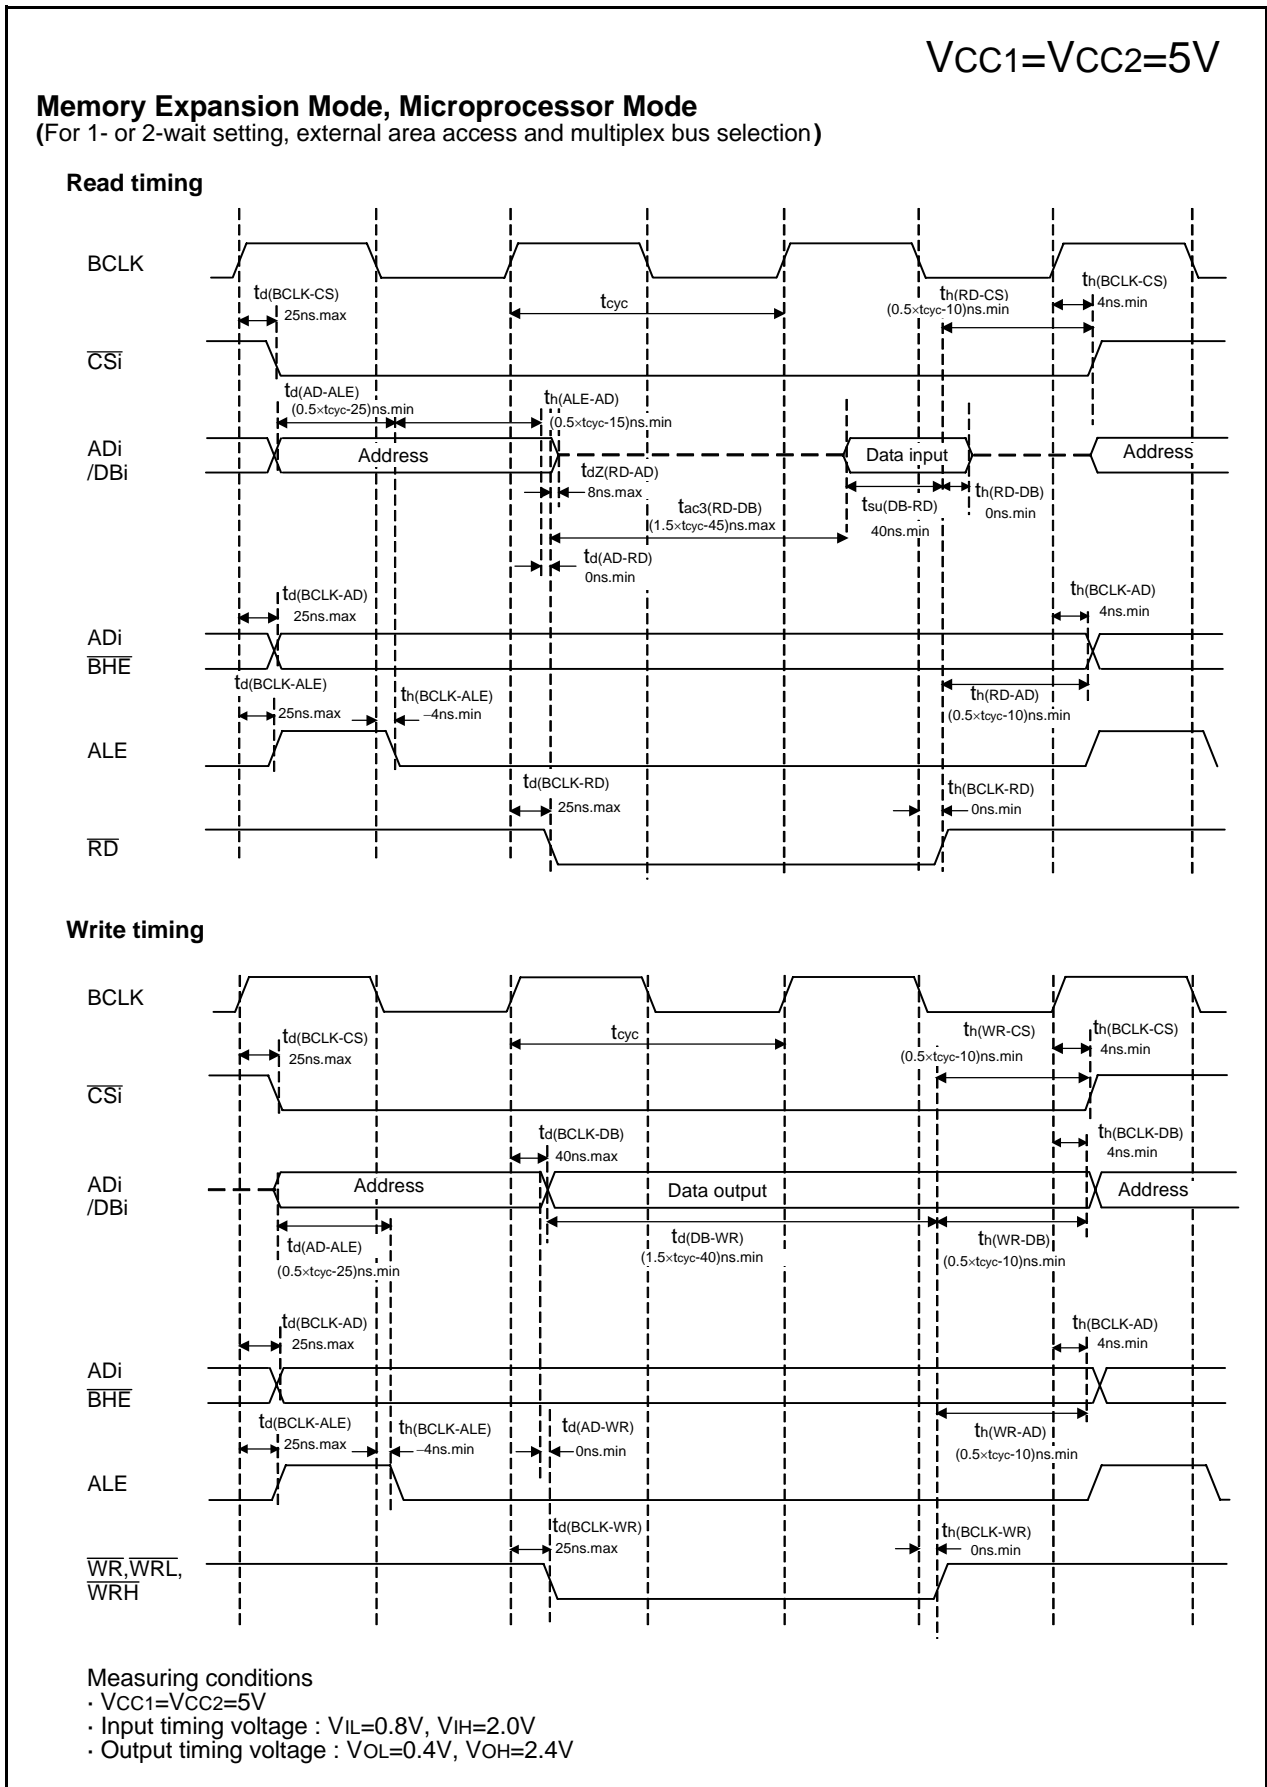 VCC1=VCC2=5V
Memory Expansion Mode, Microprocessor Mode
(For 1- or 2-wait setting, external area access and multiplex bus selection)
Read timing
BCLK
td(BCLK-CS)
25ns.max
tcyc
th(RD-CS)
(0.5×tcyc-10)ns.min
th(BCLK-CS)
4ns.min
CSi
td(AD-ALE)
(0.5×tcyc-25)ns.min
th(ALE-AD)
(0.5×tcyc-15)ns.min
ADi
/DBi
Address
Data input
Address
tdZ(RD-AD)
8ns.max
tac3(RD-DB)
(1.5×tcyc-45)ns.max
tsu(DB-RD)
40ns.min
th(RD-DB)
0ns.min
td(AD-RD)
0ns.min
td(BCLK-AD)
25ns.max
th(BCLK-AD)
4ns.min
ADi
BHE
td(BCLK-ALE)
25ns.max
th(BCLK-ALE)
−4ns.min
th(RD-AD)
(0.5×tcyc-10)ns.min
ALE
td(BCLK-RD)
25ns.max
th(BCLK-RD)
0ns.min
RD
Write timing
BCLK
td(BCLK-CS)
25ns.max
tcyc
th(WR-CS)
(0.5×tcyc-10)ns.min
th(BCLK-CS)
4ns.min
CSi
td(BCLK-DB)
40ns.max
th(BCLK-DB)
4ns.min
ADi
/DBi
Address
Data output
Address
td(AD-ALE)
(0.5×tcyc-25)ns.min
td(DB-WR)
(1.5×tcyc-40)ns.min
th(WR-DB)
(0.5×tcyc-10)ns.min
td(BCLK-AD)
25ns.max
th(BCLK-AD)
4ns.min
ADi
BHE
td(BCLK-ALE)
25ns.max
th(BCLK-ALE)
−4ns.min
td(AD-WR)
0ns.min
th(WR-AD)
(0.5×tcyc-10)ns.min
ALE
td(BCLK-WR)
25ns.max
th(BCLK-WR)
0ns.min
WR,WRL,
WRH
Measuring conditions
· VCC1=VCC2=5V
· Input timing voltage : VIL=0.8V, VIH=2.0V
· Output timing voltage : VOL=0.4V, VOH=2.4V